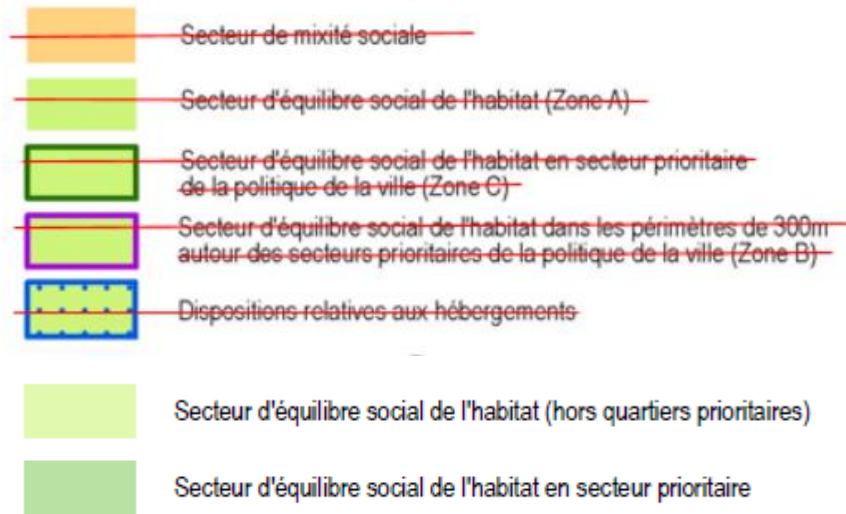 Secteur de mixité sociale
Secteur d'équilibre social de l'habitat (Zone A)
Secteur d'équilibre social de l'habitat en secteur prioritaire
de la politique de la ville (Zone C)
Secteur d'équilibre social de l'habitat dans les périmètres de 300m
autour des secteurs prioritaires de la politique de la ville (Zone B)
Dispositions relatives aux hébergements
Secteur d'équilibre social de l'habitat (hors quartiers prioritaires)
Secteur d'équilibre social de l'habitat en secteur prioritaire